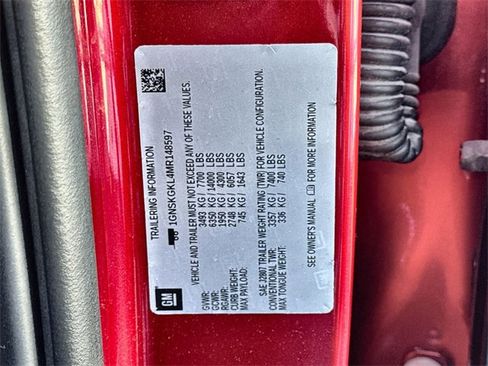 TRAILERING INFORMATION
1GNSKGKL4MR148597
VEHICLE AND TRAILER MUST NOT EXCEED ANY OF THESE VALUES.
GVWR: 3493 KG / 7700 LBS
GCWR: 6350 KG / 14000 LBS
RGAWR: 1950 KG / 4300 LBS
CURB WEIGHT: 2748 KG / 6057 LBS
MAX PAYLOAD: 745 KG / 1643 LBS
SAE J2807 TRAILER WEIGHT RATING (TWR) FOR VEHICLE CONFIGURATION.
CONVENTIONAL TWR: 3357 KG / 7400 LBS
MAX TONGUE WEIGHT: 336 KG / 740 LBS
SEE OWNER'S MANUAL FOR MORE INFORMATION
GM